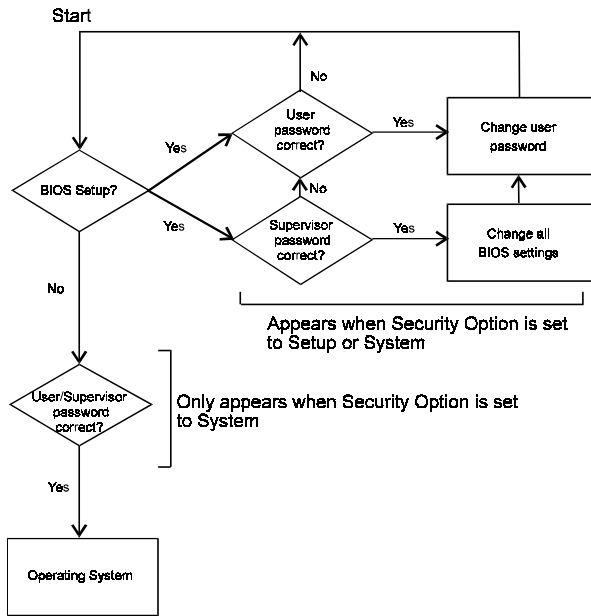 Start
No
User
password
correct?
Yes
Yes
Change user
password
BIOS Setup?
No
Yes
Supervisor
password
correct?
Yes
Change all
BIOS settings
No
Appears when Security Option is set
to Setup or System
User/Supervisor
password
correct?
Only appears when Security Option is set
to System
Yes
Operating System